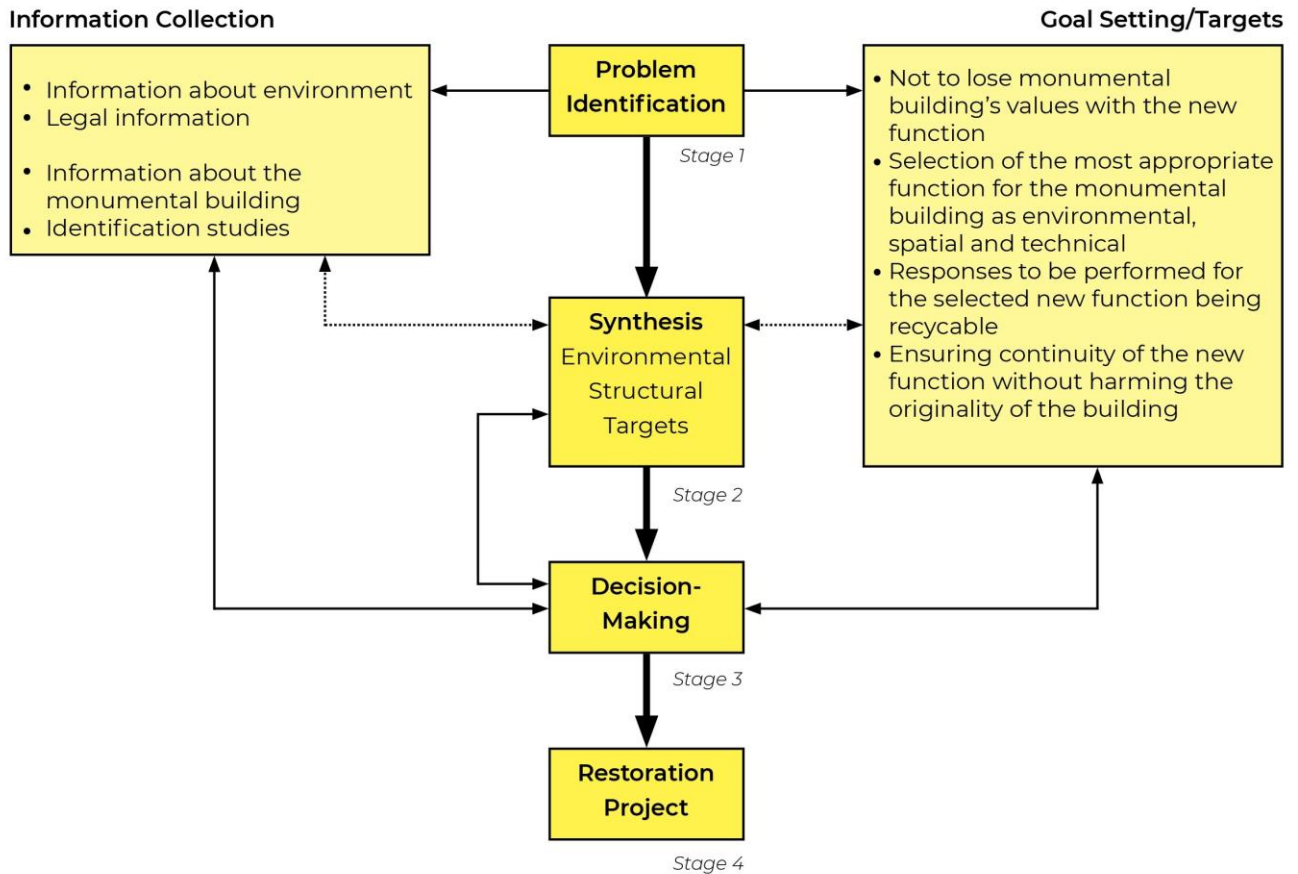 Information Collection
Goal Setting/Targets
• Information about environment
• Legal information
• Information about the
monumental building
• Identification studies
Problem
Identification
Stage 1
• Not to lose monumental
building's values with the new
function
• Selection of the most appropriate
function for the monumental
building as environmental,
spatial and technical
• Responses to be performed for
the selected new function being
recycable
• Ensuring continuity of the new
function without harming the
originality of the building
Synthesis
Environmental
Structural
Targets
Stage 2
Decision-
Making
Stage 3
Restoration
Project
Stage 4